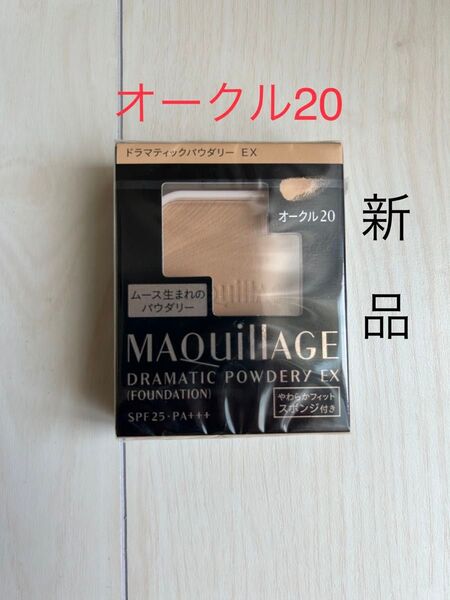 オークル20
ドラマティックパウダリー EX
オークル20
新
品
ムース生まれの
パウダリー
MAQuillAGE
DRAMATIC POWDERY EX
(FOUNDATION)
SPF25・PA+++
やわらかフィット
スポンジ付き